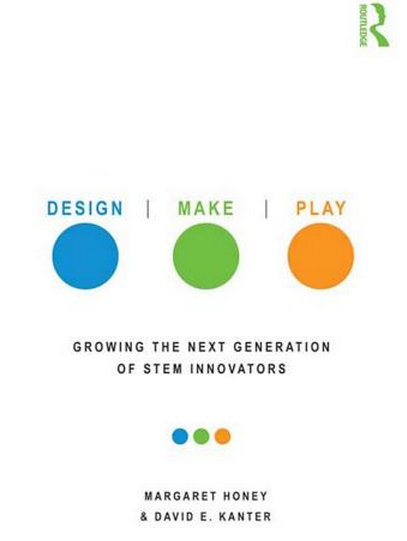 ROUTLEDGE
DESIGN | MAKE | PLAY
GROWING THE NEXT GENERATION
OF STEM INNOVATORS
MARGARET HONEY
& DAVID E. KANTER